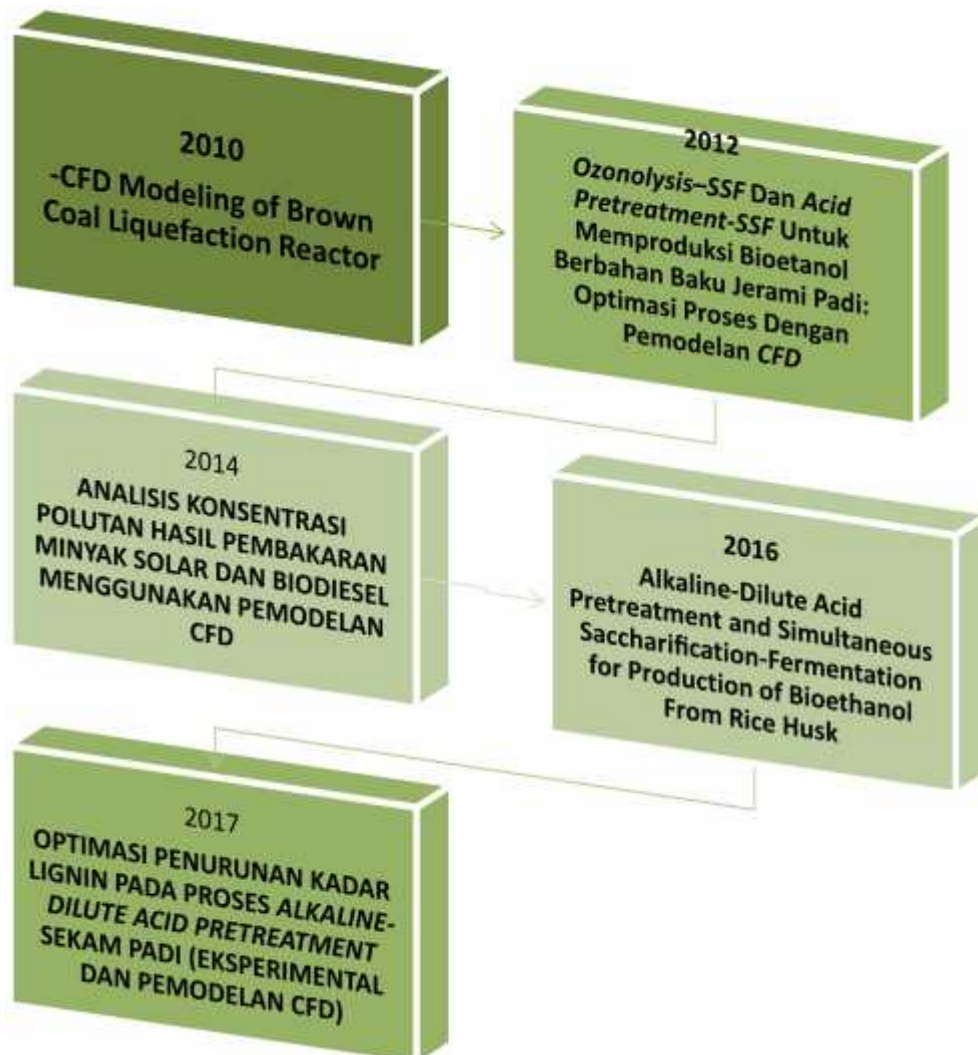 2010
-CFD Modeling of Brown
Coal Liquefaction Reactor
2012
Ozonolysis–SSF Dan Acid
Pretreatment-SSF Untuk
Memproduksi Bioetanol
Berbahan Baku Jerami Padi:
Optimasi Proses Dengan
Pemodelan CFD
2014
ANALISIS KONSENTRASI
POLUTAN HASIL PEMBAKARAN
MINYAK SOLAR DAN BIODIESEL
MENGGUNAKAN PEMODELAN
CFD
2016
Alkaline-Dilute Acid
Pretreatment and Simultaneous
Saccharification-Fermentation
for Production of Bioethanol
From Rice Husk
2017
OPTIMASI PENURUNAN KADAR
LIGNIN PADA PROSES ALKALINE-
DILUTE ACID PRETREATMENT
SEKAM PADI (EKSPERIMENTAL
DAN PEMODELAN CFD)